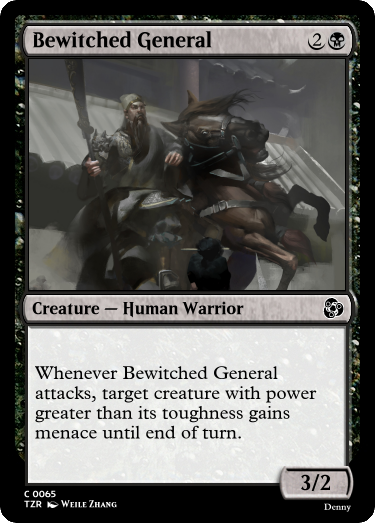 Bewitched General 2
Creature — Human Warrior
Whenever Bewitched General
attacks, target creature with power
greater than its toughness gains
menace until end of turn.
3/2
C 0065
TZR Weile Zhang
Denny